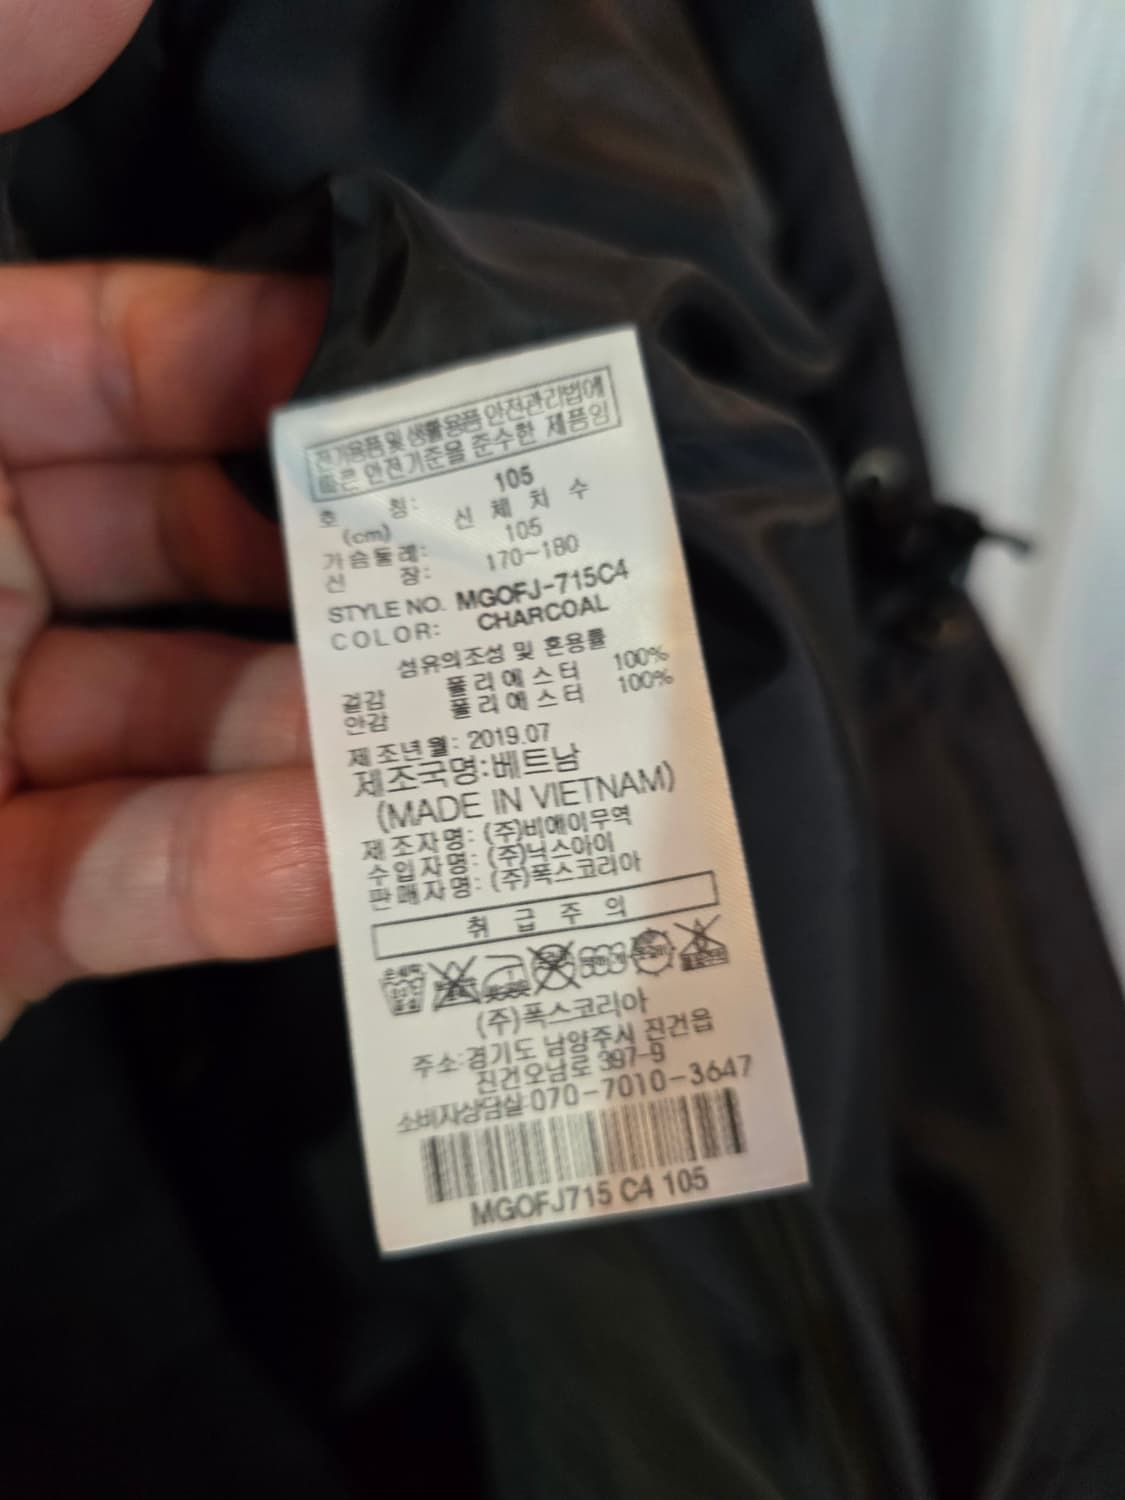 전기용품 및 생활용품 안전관리법에
따른 안전기준을 준수한 제품임
호 칭: 105
(cm) 신 체 치 수
가슴둘레: 105
신 장: 170~180
STYLE NO. MGOFJ-715C4
COLOR: CHARCOAL
섬유의조성 및 혼용률
겉감 폴리에스터 100%
안감 폴리에스터 100%
제조년월: 2019.07
제조국명:베트남
(MADE IN VIETNAM)
제조자명: (주)비에이무역
수입자명: (주)닉스아이
판매자명: (주)폭스코리아
취 급 주 의
(주)폭스코리아
주소:경기도 남양주시 진건읍
진건오남로 397-9
소비자상담실:070-7010-3647
MGOFJ715 C4 105